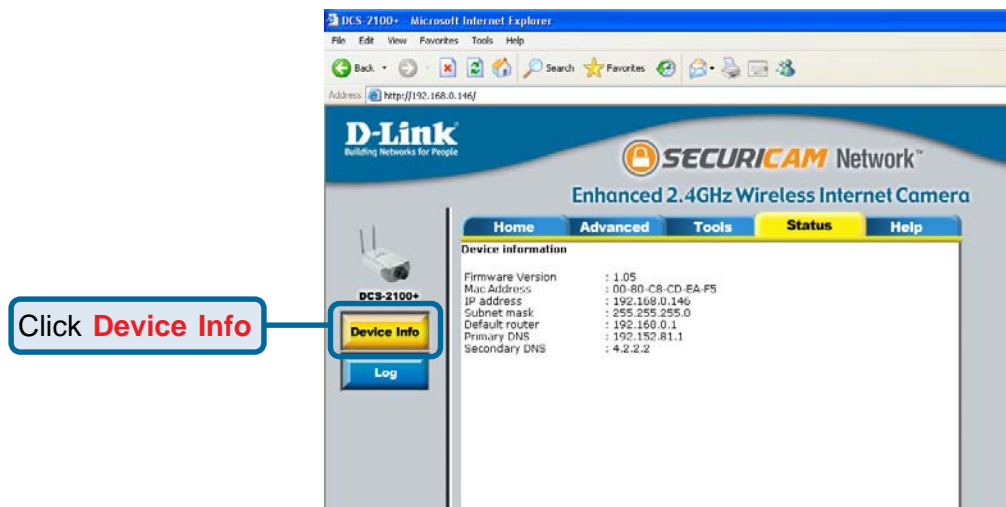 DCS-2100+ - Microsoft Internet Explorer
File Edit View Favorites Tools Help
Back Search Favorites
Address http://192.168.0.146/
D-Link
Building Networks for People
SECURICAM Network™
Enhanced 2.4GHz Wireless Internet Camera
Home Advanced Tools Status Help
DCS-2100+
Click Device Info
Device Info
Log
Device information
Firmware Version : 1.05
Mac Address : 00-80-C8-CD-EA-F5
IP address : 192.168.0.146
Subnet mask : 255.255.255.0
Default router : 192.168.0.1
Primary DNS : 192.152.81.1
Secondary DNS : 4.2.2.2